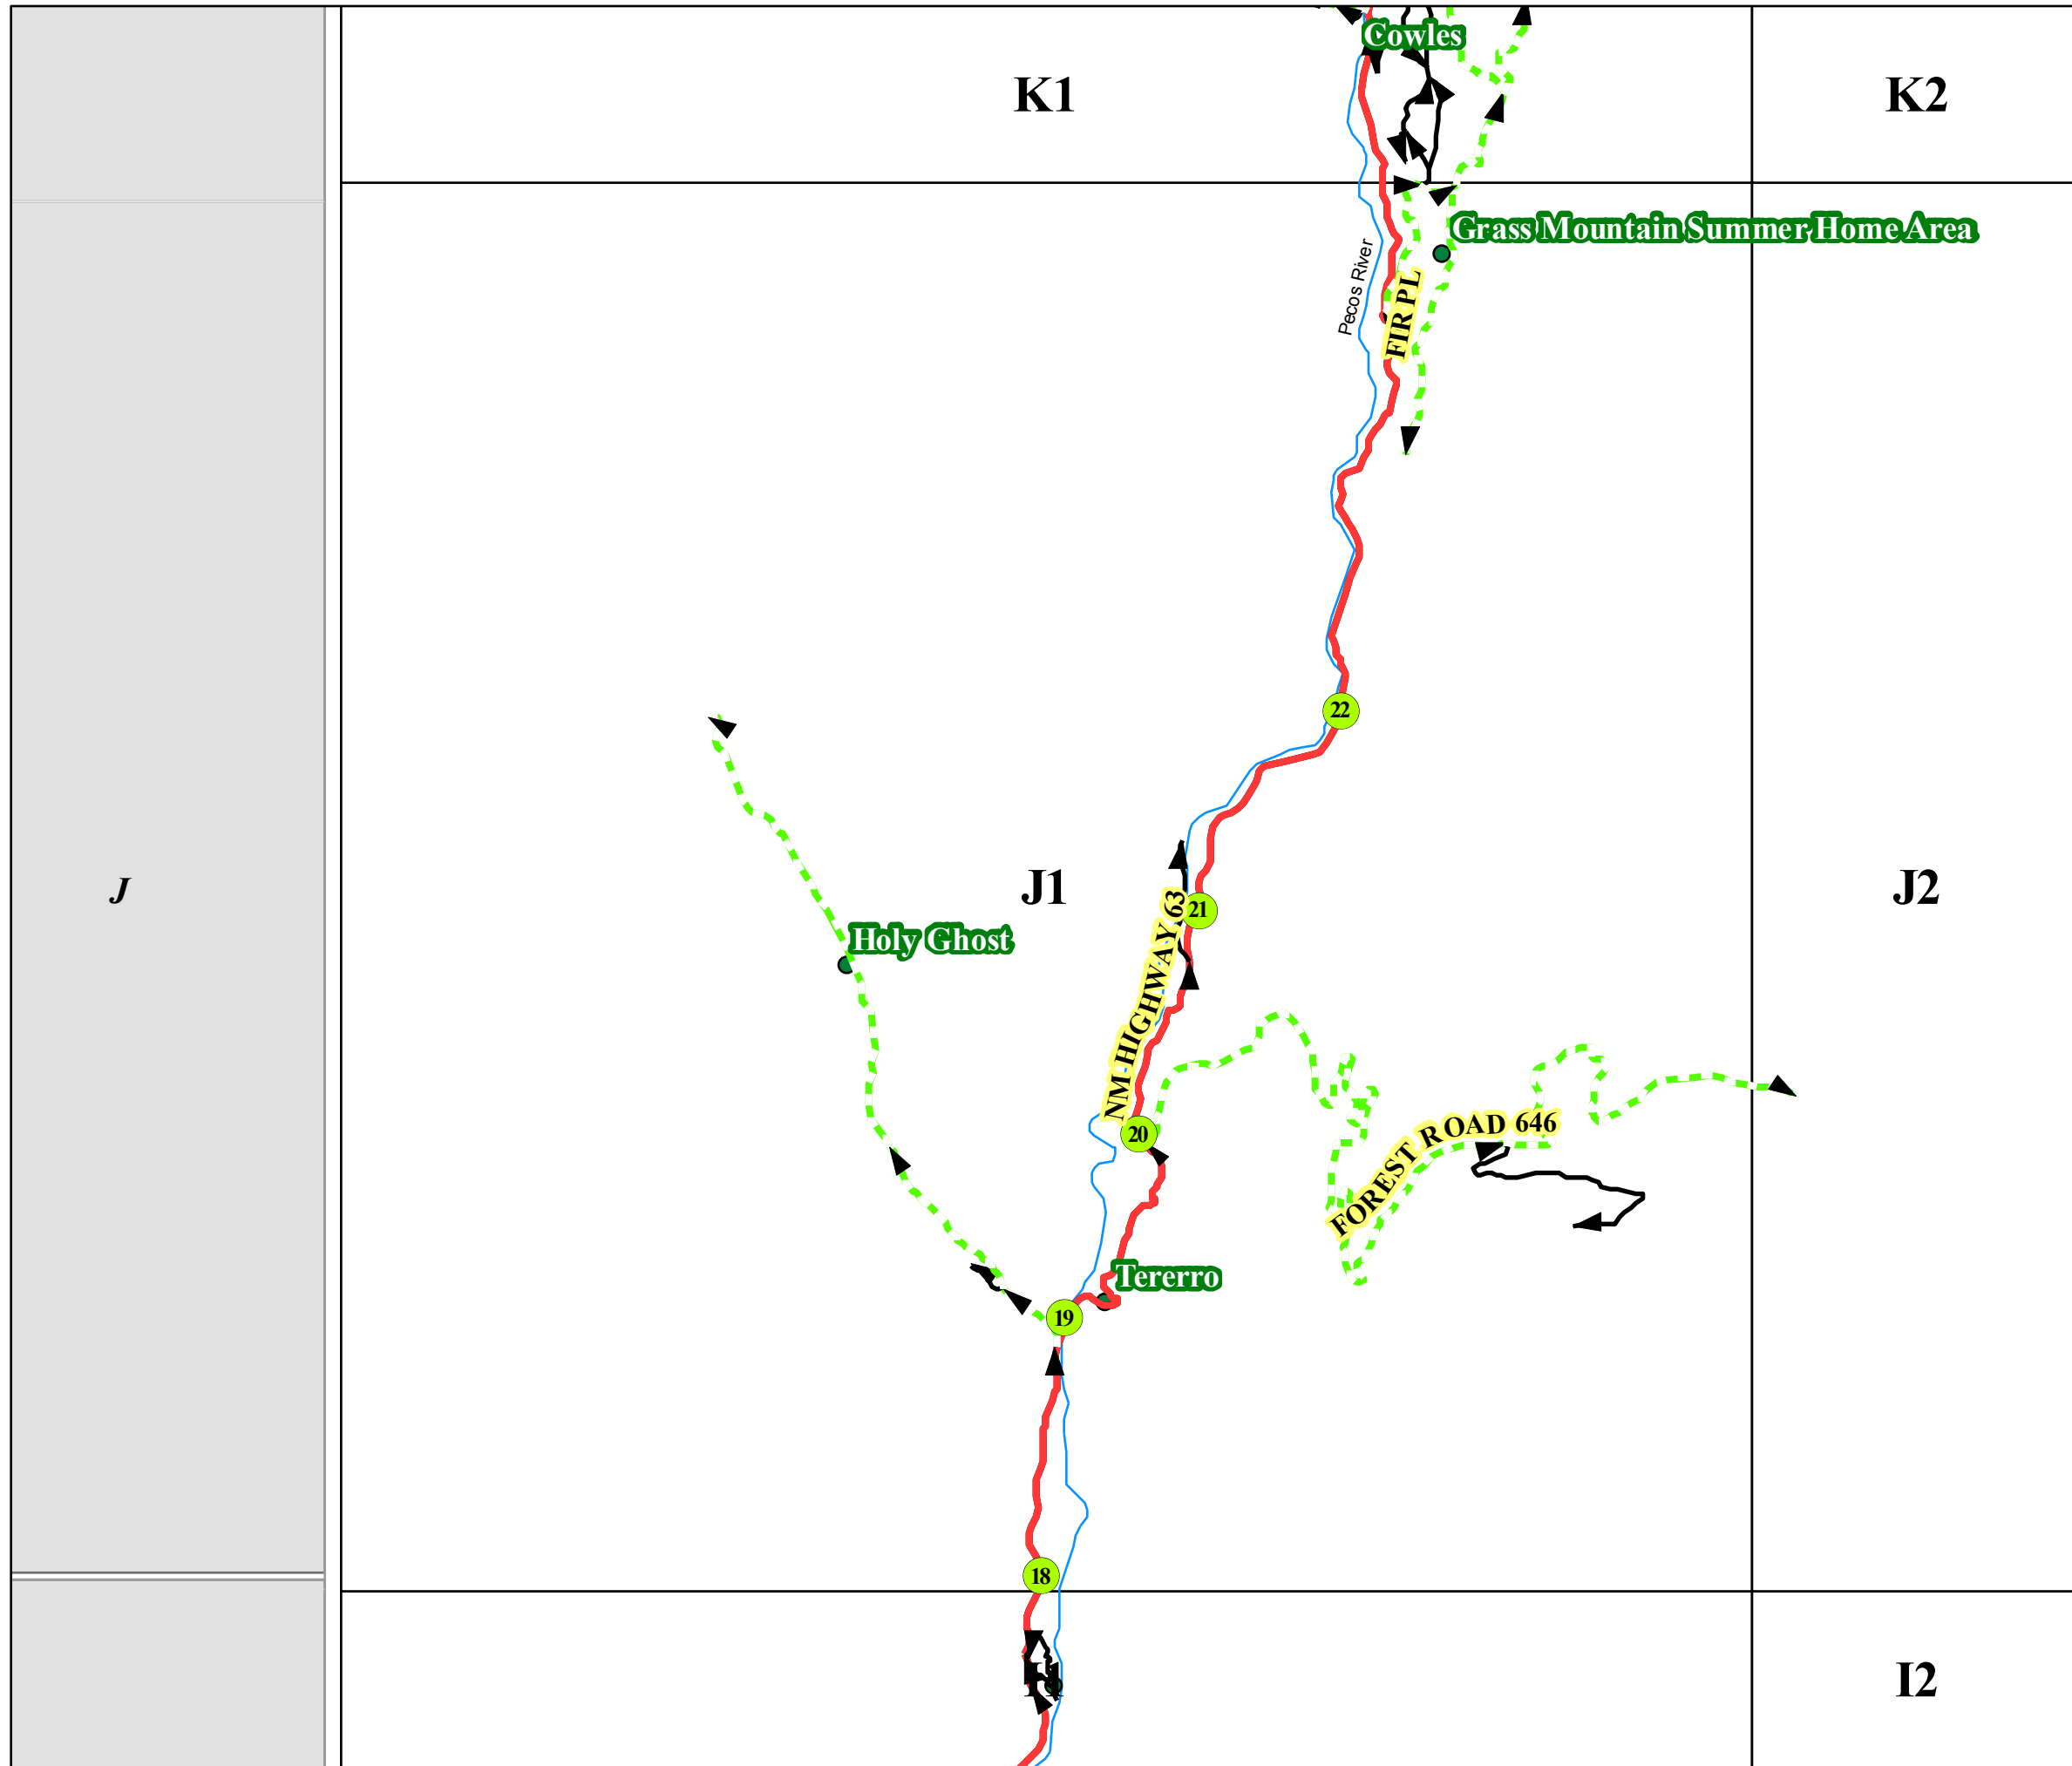 Cowles
K1
K2
Grass Mountain Summer Home Area
Pecos River
FIR PL
22
J
J1
21
J2
Holy Ghost
NM HIGHWAY 63
20
FOREST ROAD 646
Tererro
19
18
I1
I2